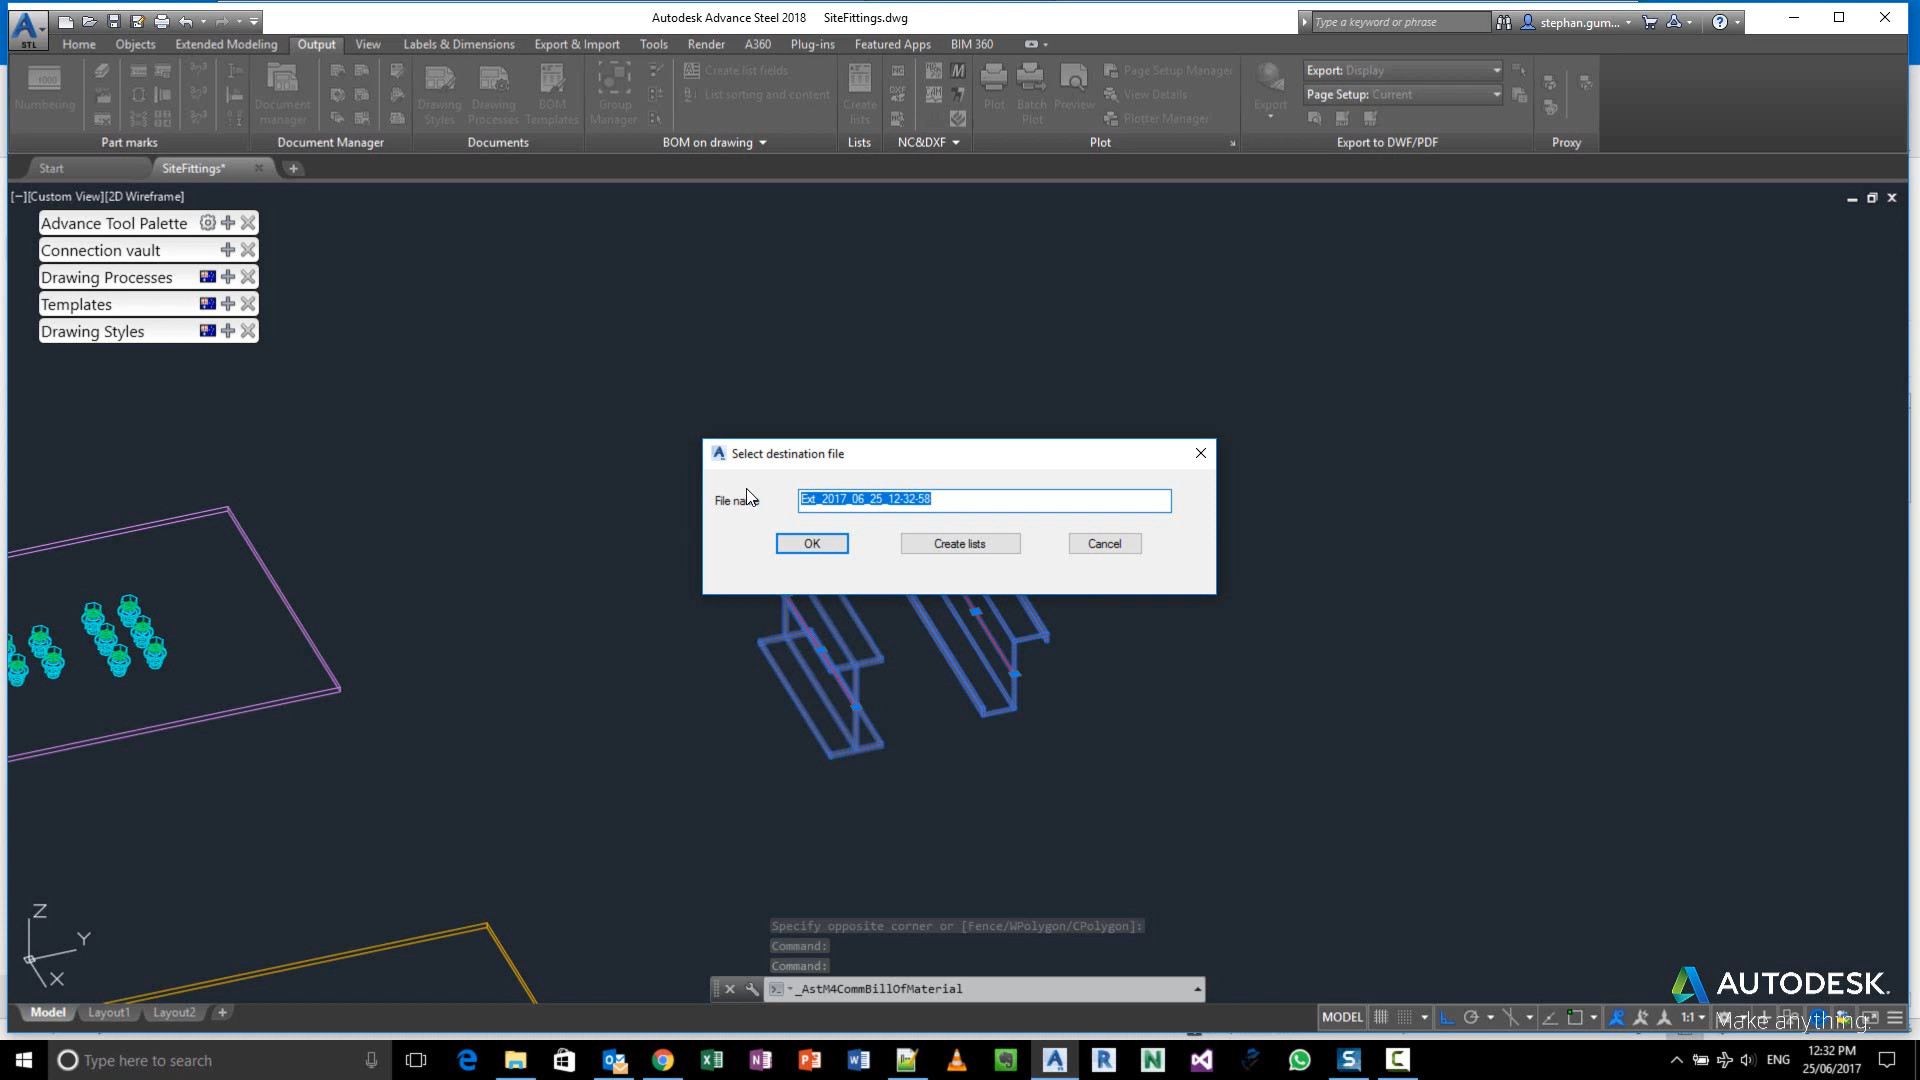 Autodesk Advance Steel 2018 SiteFittings.dwg
Type a keyword or phrase
stephan.gum...
STL
Home Objects Extended Modeling Output View Labels & Dimensions Export & Import Tools Render A360 Plug-ins Featured Apps BIM 360
Numbering
Document manager
Drawing Styles
Drawing Processes
BOM Templates
Group Manager
Create list fields
List sorting and content
Create lists
Plot
Batch Plot
Preview
Page Setup Manager
View Details
Plotter Manager
Export
Export: Display
Page Setup: Current
Part marks Document Manager Documents BOM on drawing Lists NC&DXF Plot Export to DWF/PDF Proxy
Start SiteFittings*
[−][Custom View][2D Wireframe]
Advance Tool Palette
Connection vault
Drawing Processes
Templates
Drawing Styles
Select destination file
File name
Ext_2017_06_25_12-32-58
OK Create lists Cancel
Z
Y
X
Specify opposite corner or [Fence/WPolygon/CPolygon]:
Command:
Command:
_AstM4CommBillOfMaterial
AUTODESK.
Make anything.
Model Layout1 Layout2
MODEL 1:1
Type here to search
ENG
12:32 PM
25/06/2017